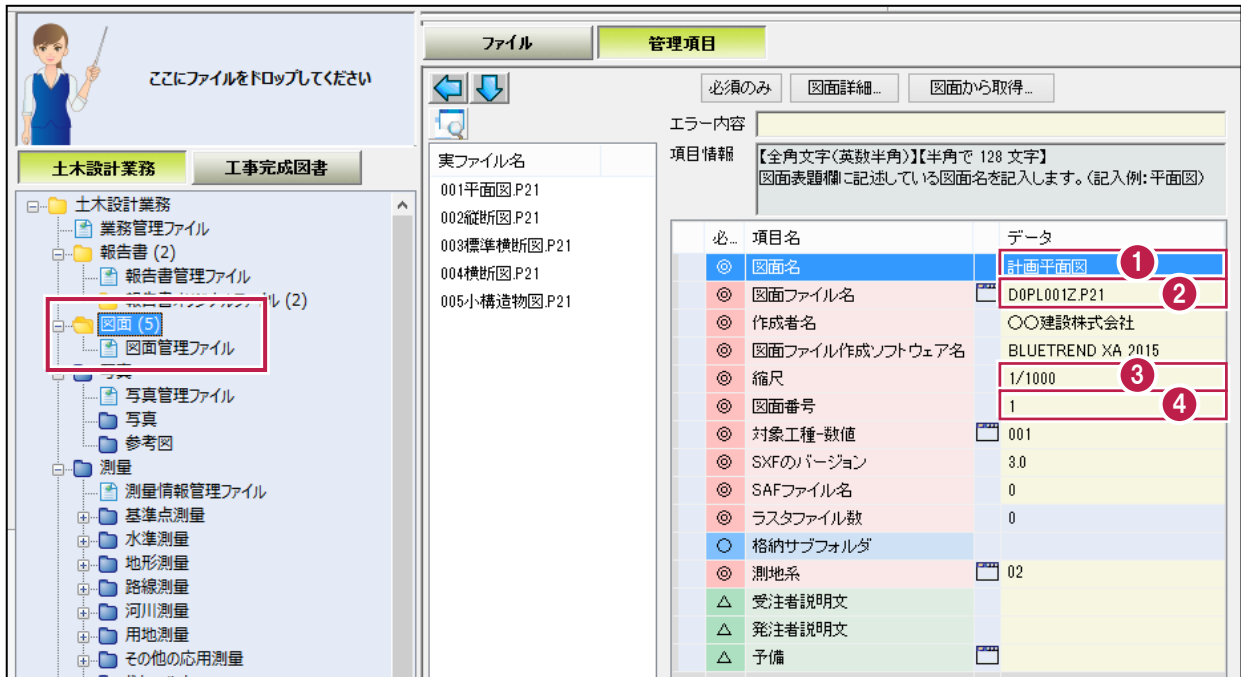 ここにファイルをドロップしてください
土木設計業務
工事完成図書
土木設計業務
業務管理ファイル
報告書 (2)
報告書管理ファイル
報告書オリジナルファイル (2)
図面 (5)
図面管理ファイル
写真
写真管理ファイル
写真
参考図
測量
測量情報管理ファイル
基準点測量
水準測量
地形測量
路線測量
河川測量
用地測量
その他の応用測量
ファイル
管理項目
必須のみ
図面詳細...
図面から取得...
エラー内容
項目情報
【全角文字(英数半角)】【半角で 128 文字】
図面表題欄に記述している図面名を記入します。(記入例:平面図)
実ファイル名
001平面図.P21
002縦断図.P21
003標準横断図.P21
004横断図.P21
005小構造物図.P21
必... 項目名 データ
◎ 図面名 計画平面図 1
◎ 図面ファイル名 D0PL001Z.P21 2
◎ 作成者名 〇〇建設株式会社
◎ 図面ファイル作成ソフトウェア名 BLUETREND XA 2015
◎ 縮尺 1/1000 3
◎ 図面番号 1 4
◎ 対象工種-数値 001
◎ SXFのバージョン 3.0
◎ SAFファイル名 0
◎ ラスタファイル数 0
○ 格納サブフォルダ
◎ 測地系 02
△ 受注者説明文
△ 発注者説明文
△ 予備